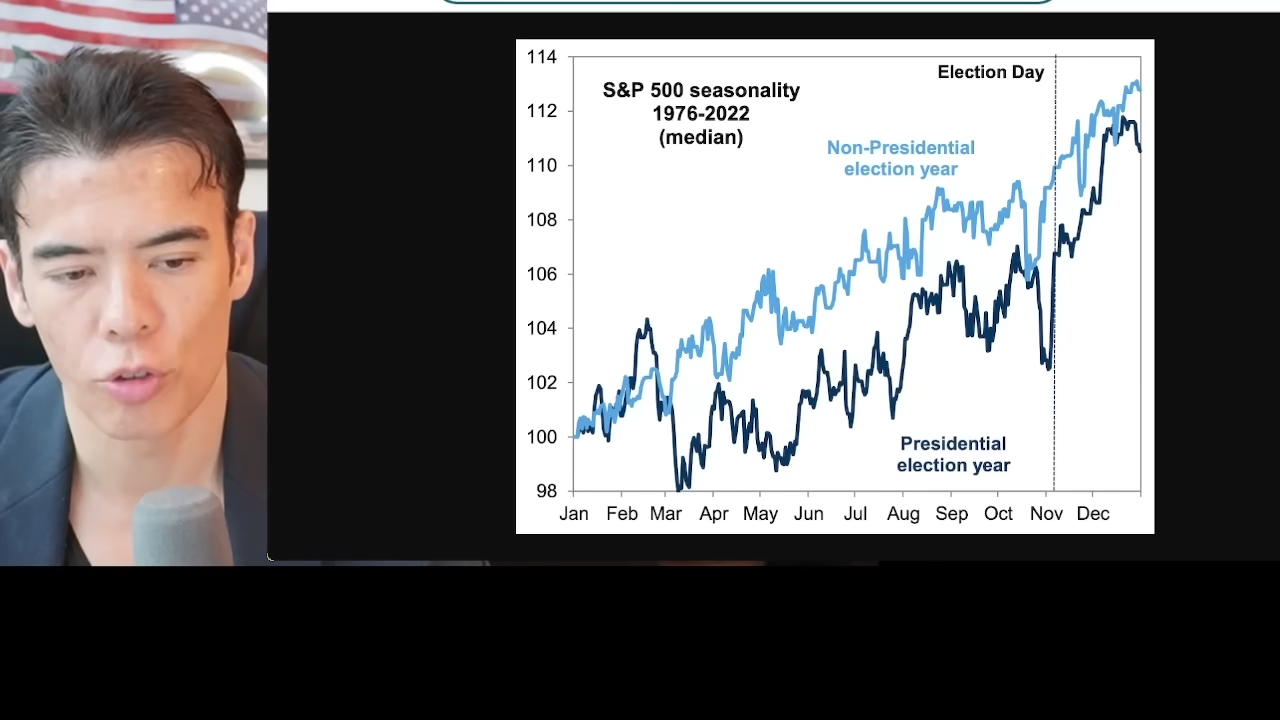 114
112
110
108
106
104
102
100
98
S&P 500 seasonality
1976-2022
(median)
Election Day
Non-Presidential
election year
Presidential
election year
Jan Feb Mar Apr May Jun Jul Aug Sep Oct Nov Dec